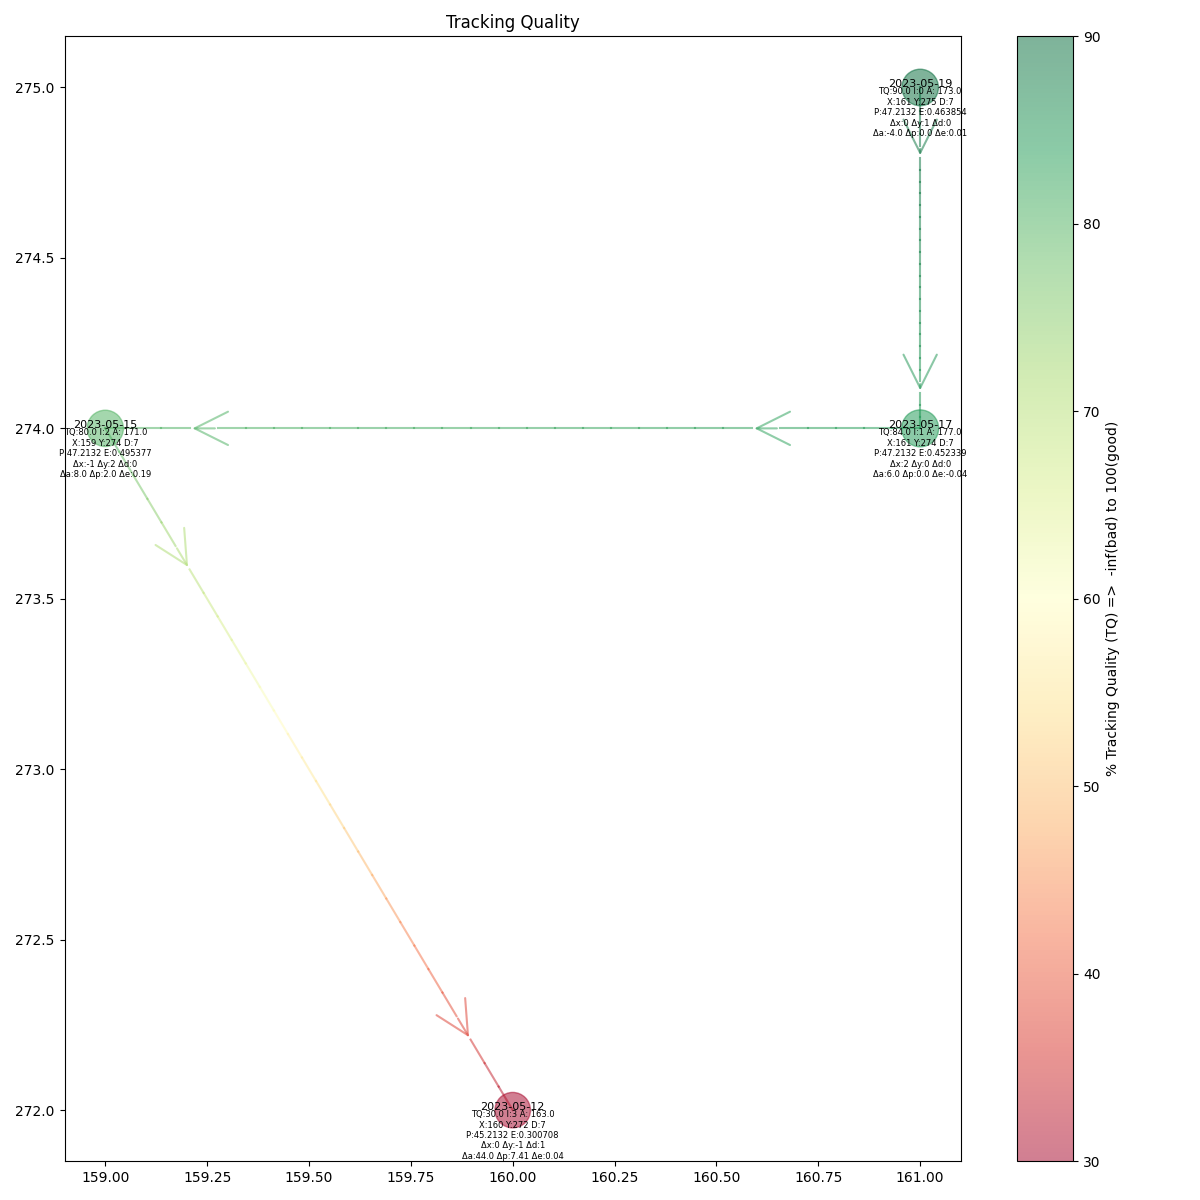 Tracking Quality
275.0
274.5
274.0
273.5
273.0
272.5
272.0
2023-05-19
TQ:90.0 I:0 A: 173.0
X:161 Y:275 D:7
P:47.2132 E:0.463854
Δx:0 Δy:1 Δd:0
Δa:-4.0 Δp:0.0 Δe:0.01
2023-05-15
TQ:80.0 I:2 A: 171.0
X:159 Y:274 D:7
P:47.2132 E:0.495377
Δx:-1 Δy:2 Δd:0
Δa:8.0 Δp:2.0 Δe:0.19
2023-05-17
TQ:84.0 I:1 A: 177.0
X:161 Y:274 D:7
P:47.2132 E:0.452339
Δx:2 Δy:0 Δd:0
Δa:6.0 Δp:0.0 Δe:-0.04
2023-05-12
TQ:30.0 I:3 A: 163.0
X:160 Y:272 D:7
P:45.2132 E:0.300708
Δx:0 Δy:-1 Δd:1
Δa:44.0 Δp:7.41 Δe:0.04
159.00 159.25 159.50 159.75 160.00 160.25 160.50 160.75 161.00
90
80
70
60
50
40
30
% Tracking Quality (TQ) => -inf(bad) to 100(good)